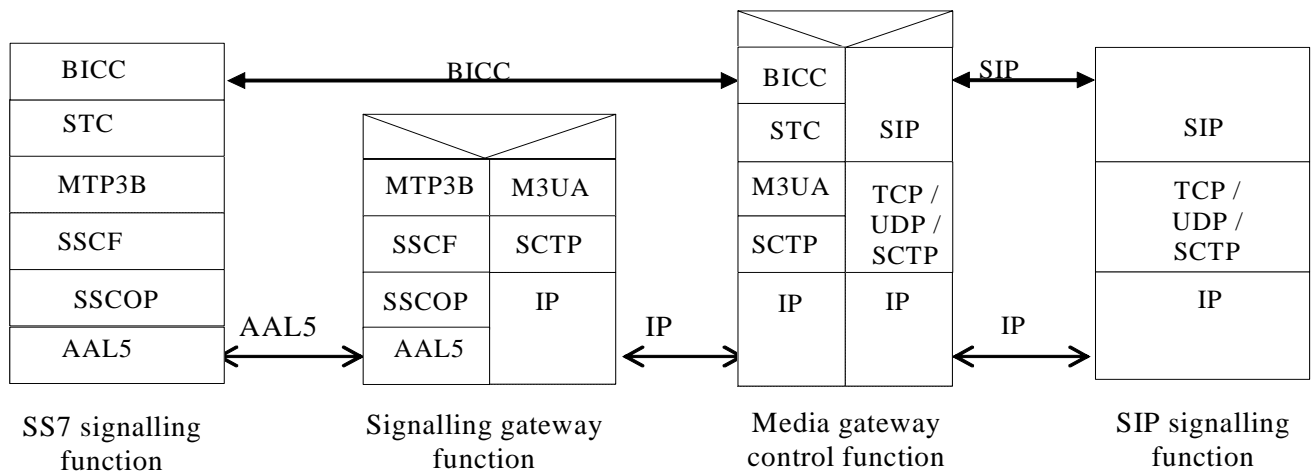 BICC
STC
MTP3B
SSCF
SSCOP
AAL5
BICC
AAL5
MTP3B
M3UA
SSCF
SCTP
SSCOP
IP
AAL5
IP
BICC
STC
SIP
M3UA
SCTP
TCP /
UDP /
SCTP
IP
IP
SIP
IP
SIP
TCP /
UDP /
SCTP
IP
SS7 signalling
function
Signalling gateway
function
Media gateway
control function
SIP signalling
function